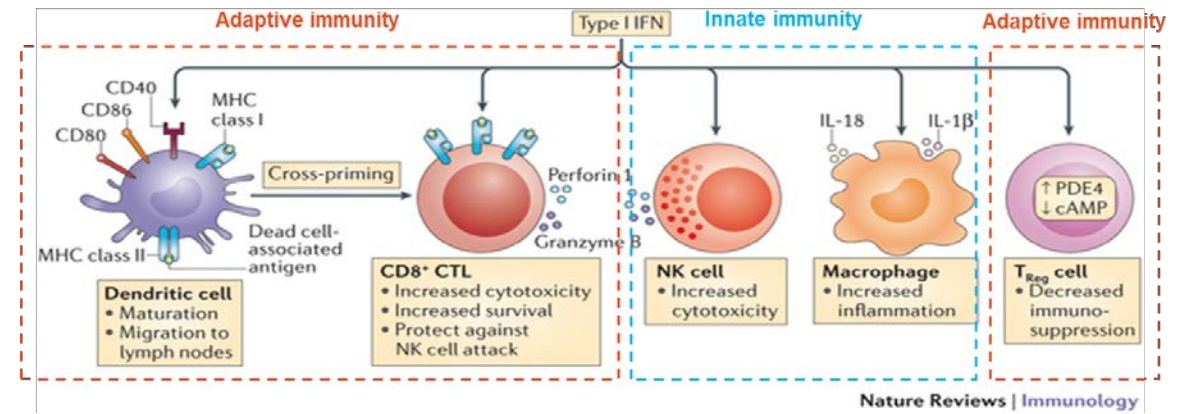 Adaptive immunity
Type I IFN
Innate immunity
Adaptive immunity
CD40
CD86
CD80
MHC
class I
Cross-priming
MHC class II
Dead cell-
associated
antigen
Perforin 1
Granzyme B
IL-18
IL-1β
↑ PDE4
↓ cAMP
Dendritic cell
• Maturation
• Migration to
lymph nodes
CD8⁺ CTL
• Increased cytotoxicity
• Increased survival
• Protect against
NK cell attack
NK cell
• Increased
cytotoxicity
Macrophage
• Increased
inflammation
TReg cell
• Decreased
immuno-
suppression
Nature Reviews | Immunology